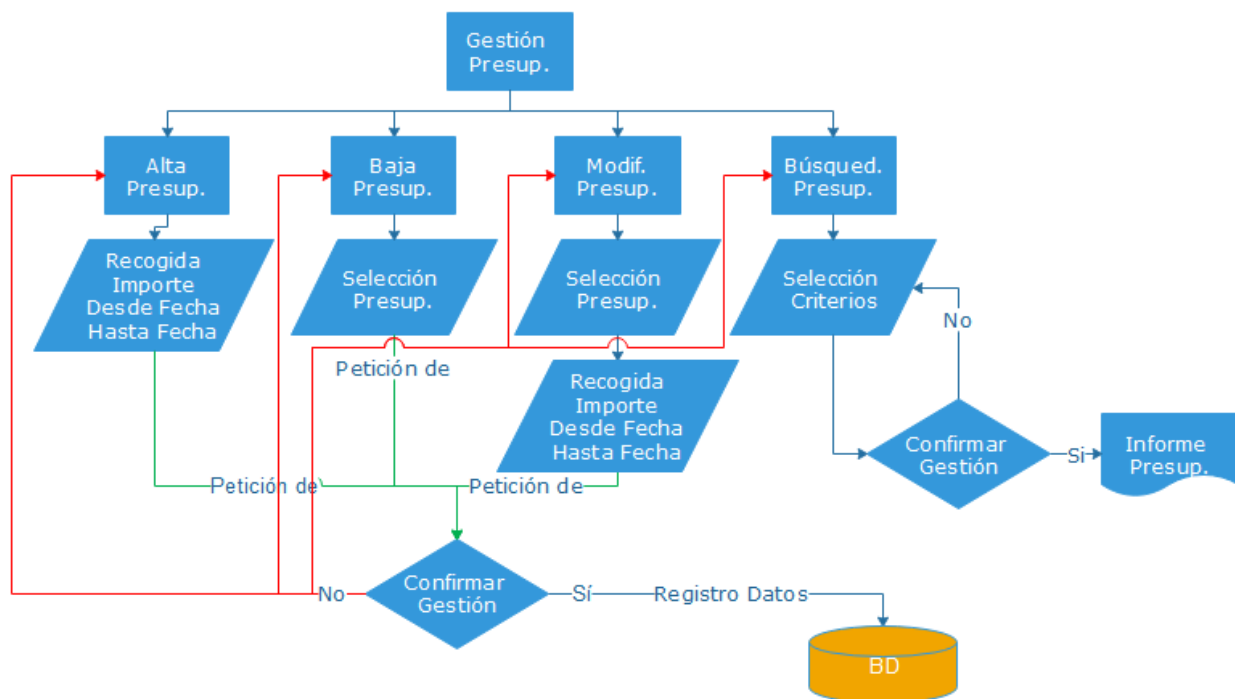 Gestión
Presup.
Alta
Presup.
Baja
Presup.
Modif.
Presup.
Búsqued.
Presup.
Recogida
Importe
Desde Fecha
Hasta Fecha
Selección
Presup.
Selección
Presup.
Selección
Criterios
No
Petición de
Recogida
Importe
Desde Fecha
Hasta Fecha
Confirmar
Gestión
Si
Informe
Presup.
Petición de
Petición de
No
Confirmar
Gestión
Sí
Registro Datos
BD